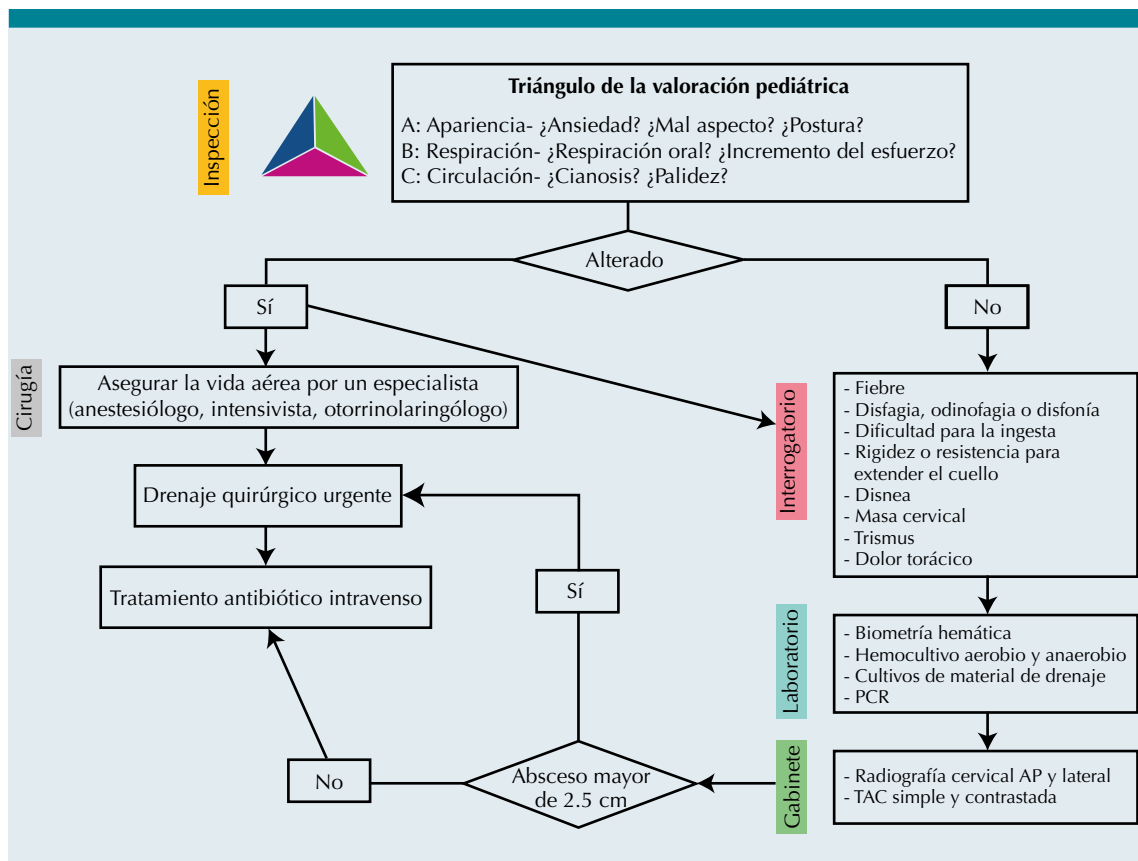 Inspección
Triángulo de la valoración pediátrica
A: Apariencia- ¿Ansiedad? ¿Mal aspecto? ¿Postura?
B: Respiración- ¿Respiración oral? ¿Incremento del esfuerzo?
C: Circulación- ¿Cianosis? ¿Palidez?
Alterado
Sí
No
Cirugía
Asegurar la vida aérea por un especialista
(anestesiólogo, intensivista, otorrinolaringólogo)
Drenaje quirúrgico urgente
Tratamiento antibiótico intravenso
Interrogatorio
- Fiebre
- Disfagia, odinofagia o disfonía
- Dificultad para la ingesta
- Rigidez o resistencia para
extender el cuello
- Disnea
- Masa cervical
- Trismus
- Dolor torácico
Laboratorio
- Biometría hemática
- Hemocultivo aerobio y anaerobio
- Cultivos de material de drenaje
- PCR
Gabinete
- Radiografía cervical AP y lateral
- TAC simple y contrastada
Absceso mayor
de 2.5 cm
Sí
No